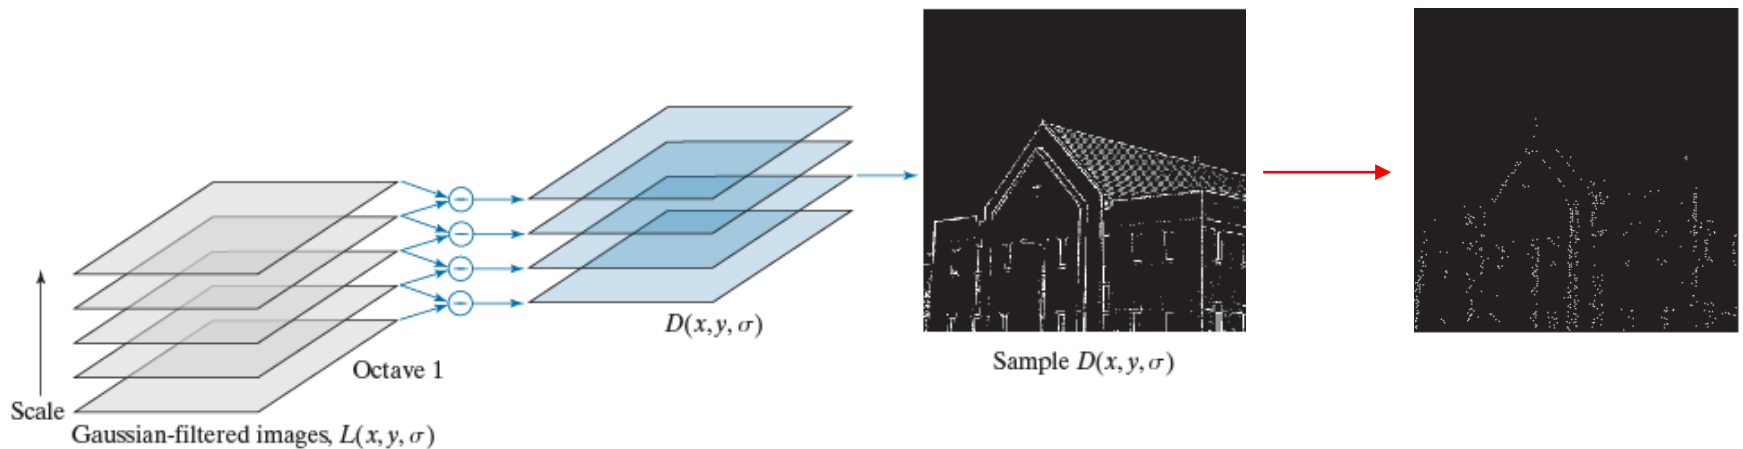 D(x, y, σ)
Sample D(x, y, σ)
Octave 1
Scale
Gaussian-filtered images, L(x, y, σ)